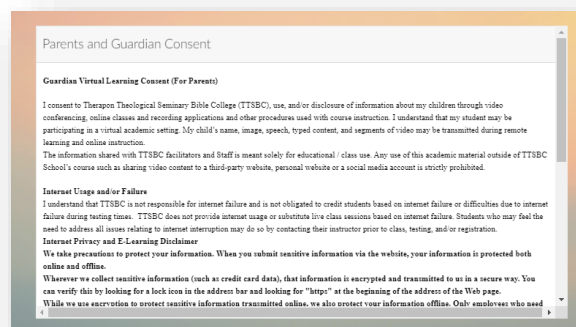 Parents and Guardian Consent
Guardian Virtual Learning Consent (For Parents)
I consent to Therapon Theological Seminary Bible College (TTSBC), use, and/or disclosure of information about my children through video
conferencing, online classes and recording applications and other procedures used with course instruction. I understand that my student may be
participating in a virtual academic setting. My child's name, image, speech, typed content, and segments of video may be transmitted during remote
learning and online instruction.
The information shared with TTSBC facilitators and Staff is meant solely for educational / class use. Any use of this academic material outside of TTSBC
School's course such as sharing video content to a third-party website, personal website or a social media account is strictly prohibited.
Internet Usage and/or Failure
I understand that TTSBC is not responsible for internet failure and is not obligated to credit students based on internet failure or difficulties due to internet
failure during testing times. TTSBC does not provide internet usage or substitute live class sessions based on internet failure. Students who may feel the
need to address all issues relating to internet interruption may do so by contacting their instructor prior to class, testing, and/or registration.
Internet Privacy and E-Learning Disclaimer
We take precautions to protect your information. When you submit sensitive information via the website, your information is protected both
online and offline.
Wherever we collect sensitive information (such as credit card data), that information is encrypted and transmitted to us in a secure way. You
can verify this by looking for a lock icon in the address bar and looking for "https" at the beginning of the address of the Web page.
While we use encryption to protect sensitive information transmitted online, we also protect your information offline. Only employees who need